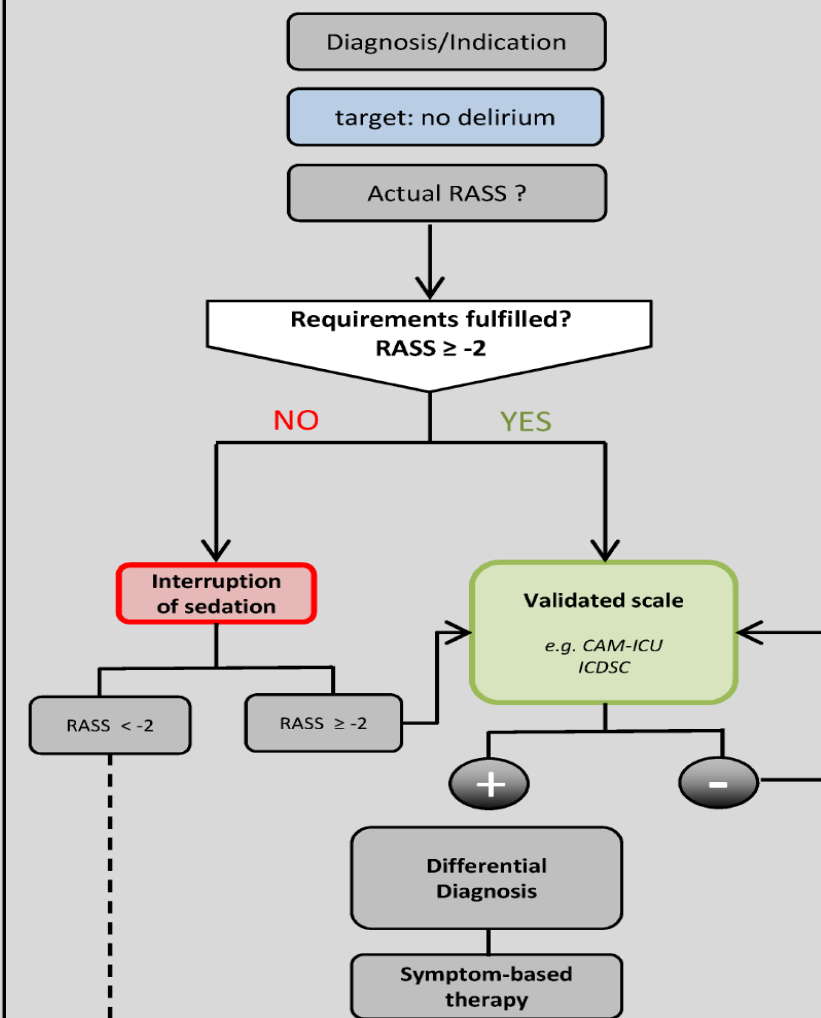 Diagnosis/Indication
target: no delirium
Actual RASS ?
Requirements fulfilled?
RASS ≥ -2
NO
YES
Interruption
of sedation
Validated scale
e.g. CAM-ICU
ICDSC
RASS < -2
RASS ≥ -2
+
-
Differential
Diagnosis
Symptom-based
therapy